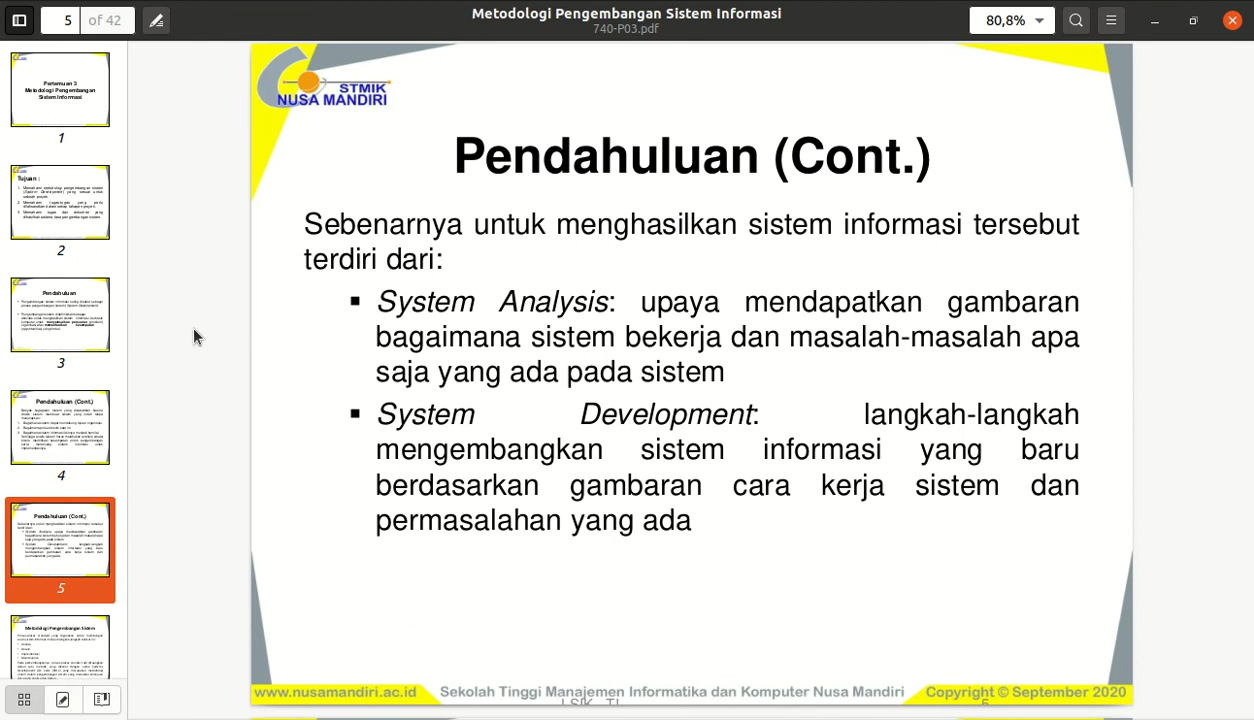 5 of 42
Metodologi Pengembangan Sistem Informasi
740-P03.pdf
80,8%
Pertemuan 3
Metodologi Pengembangan
Sistem Informasi
1
Tujuan :
2
Pendahuluan
3
Pendahuluan (Cont.)
4
Pendahuluan (Cont.)
5
Metodologi Pengembangan Sistem
STMIK
NUSA MANDIRI
Pendahuluan (Cont.)
Sebenarnya untuk menghasilkan sistem informasi tersebut
terdiri dari:
▪ System Analysis: upaya mendapatkan gambaran
bagaimana sistem bekerja dan masalah-masalah apa
saja yang ada pada sistem
▪ System Development: langkah-langkah
mengembangkan sistem informasi yang baru
berdasarkan gambaran cara kerja sistem dan
permasalahan yang ada
www.nusamandiri.ac.id Sekolah Tinggi Manajemen Informatika dan Komputer Nusa Mandiri Copyright © September 2020
5